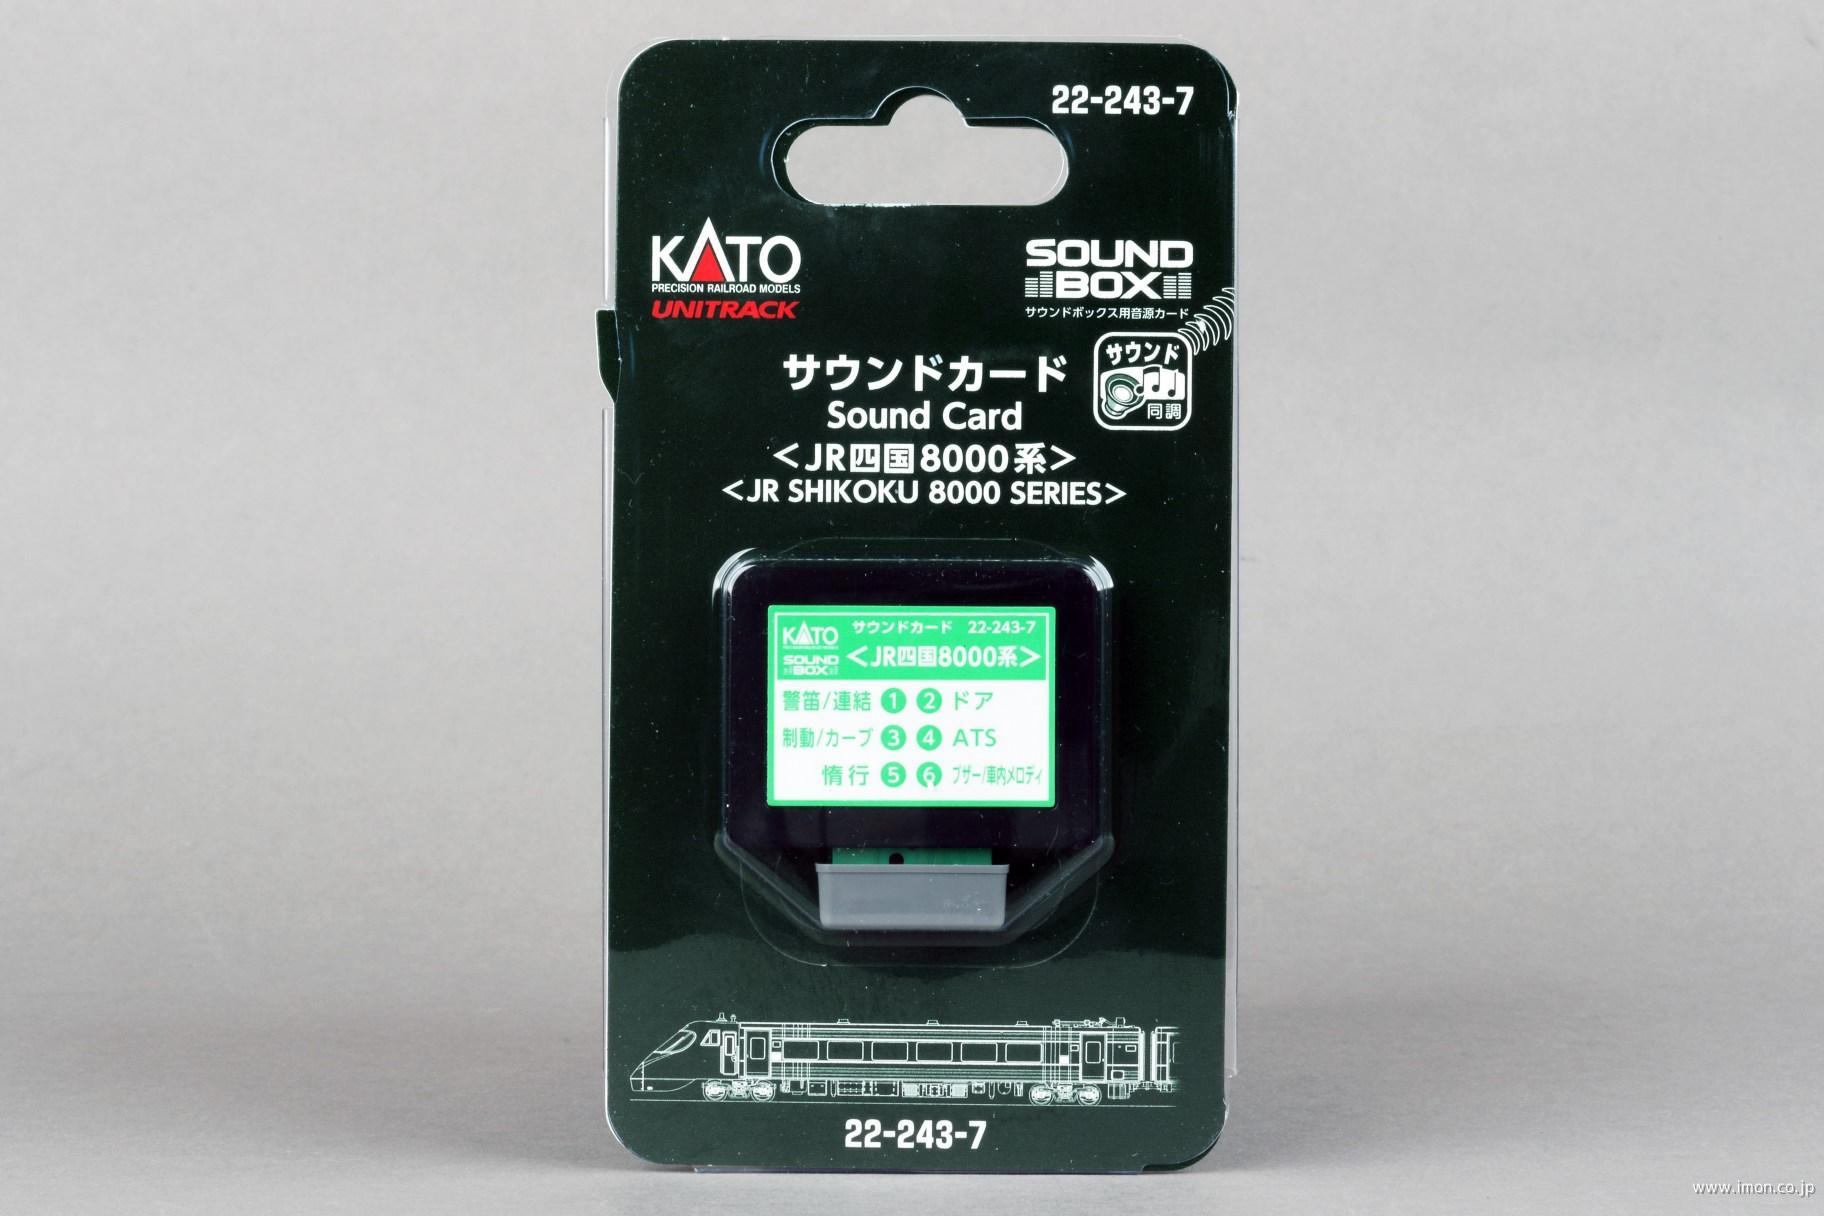 22-243-7
KATO
PRECISION RAILROAD MODELS
UNITRACK
SOUND
BOX
サウンドボックス用音源カード
サウンド
同調
サウンドカード
Sound Card
<JR四国8000系>
<JR SHIKOKU 8000 SERIES>
KATO サウンドカード 22-243-7
SOUND
BOX
<JR四国8000系>
警笛/連結 1 2 ドア
制動/カーブ 3 4 ATS
惰行 5 6 ブザー/車内メロディ
22-243-7
www.imon.co.jp